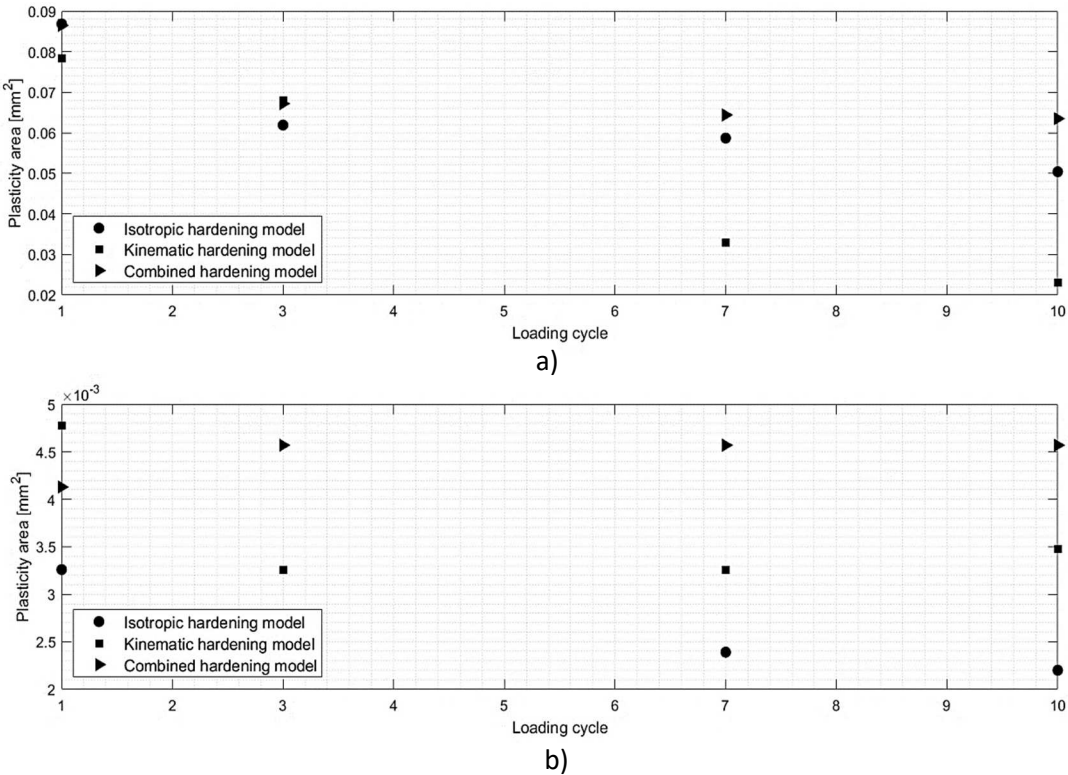 0.09
0.08
0.07
0.06
0.05
0.04
0.03
0.02
Plasticity area [mm²]
Isotropic hardening model
Kinematic hardening model
Combined hardening model
1 2 3 4 5 6 7 8 9 10
Loading cycle
a)
×10⁻³
5
4.5
4
3.5
3
2.5
2
Plasticity area [mm²]
Isotropic hardening model
Kinematic hardening model
Combined hardening model
1 2 3 4 5 6 7 8 9 10
Loading cycle
b)